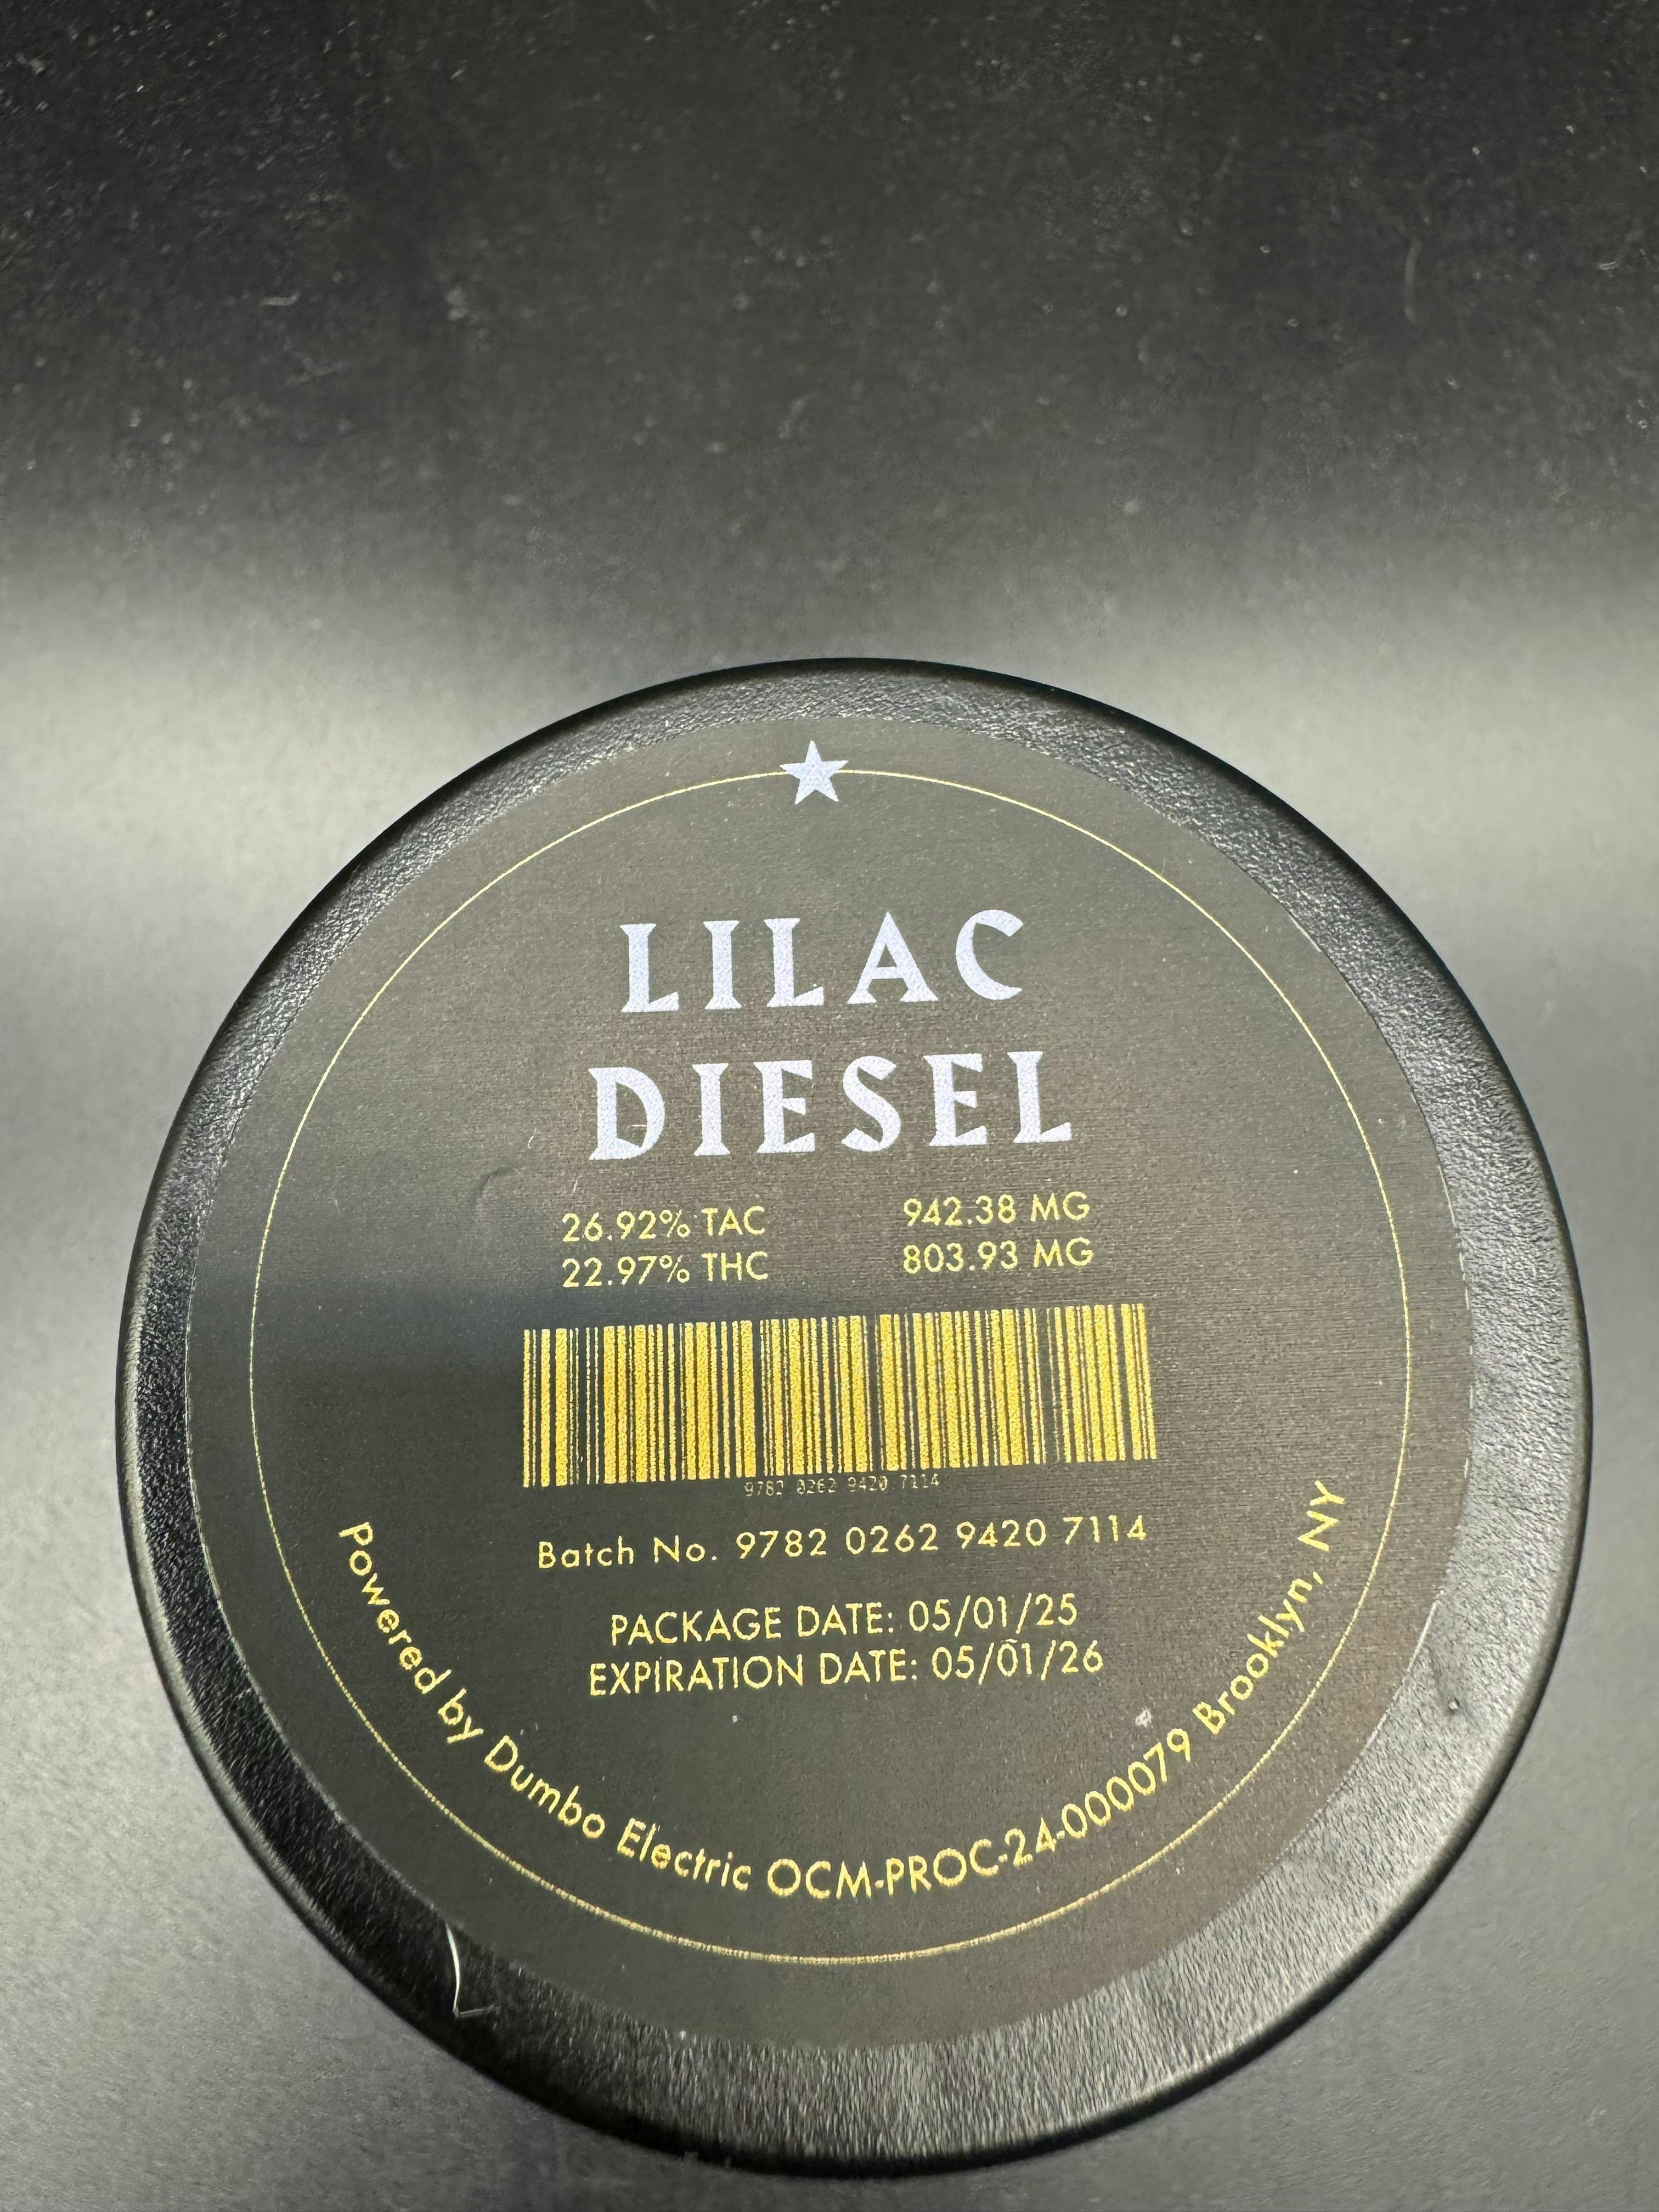 LILAC
DIESEL
26.92% TAC 942.38 MG
22.97% THC 803.93 MG
9782 0262 9420 7114
Batch No. 9782 0262 9420 7114
PACKAGE DATE: 05/01/25
EXPIRATION DATE: 05/01/26
Powered by Dumbo Electric OCM-PROC-24-000079 Brooklyn, NY